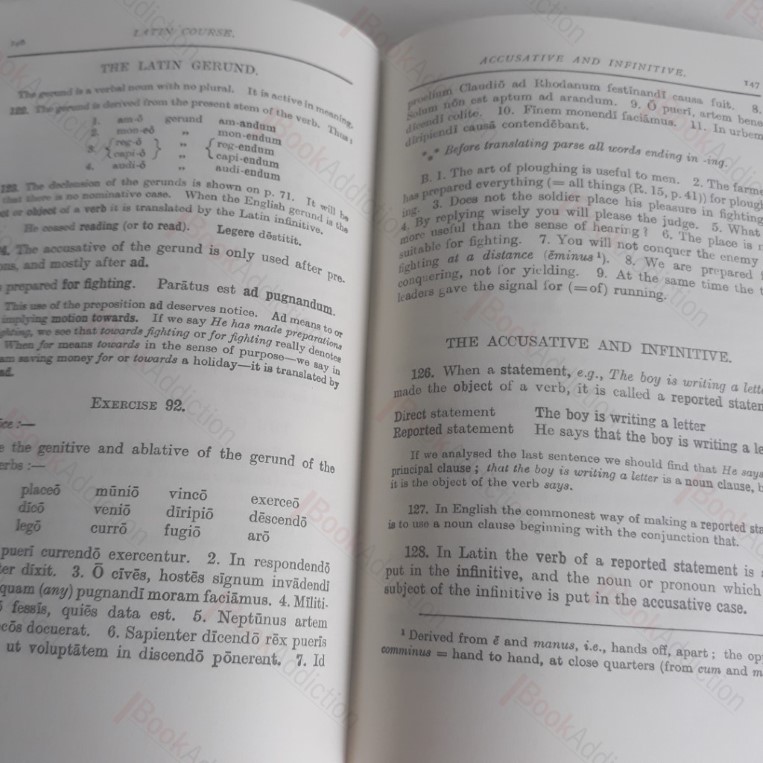 146
LATIN COURSE.
THE LATIN GERUND.
The gerund is a verbal noun with no plural. It is active in meaning.
122. The gerund is derived from the present stem of the verb. Thus:
1. am-ō gerund am-andum
2. mon-eō " mon-endum
3. { reg-ō " { reg-endum
{ capi-ō { capi-endum
4. audi-ō " audi-endum
123. The declension of the gerunds is shown on p. 71. It will be
that there is no nominative case. When the English gerund is the
or object of a verb it is translated by the Latin infinitive.
He ceased reading (or to read). Legere dēstitit.
The accusative of the gerund is only used after pre-
ons, and mostly after ad.
prepared for fighting. Parātus est ad pugnandum.
This use of the preposition ad deserves notice. Ad means to or
implying motion towards. If we say He has made preparations
ghting, we see that towards fighting or for fighting really denotes
When for means towards in the sense of purpose—we say in
am saving money for or towards a holiday—it is translated by
ad.
EXERCISE 92.
ice :—
e the genitive and ablative of the gerund of the
erbs :—
placeō mūniō vincō exerceō
dīcō veniō dīripiō dēscendō
legō currō fugiō arō
puerī currendō exercentur. 2. In respondendō
ter dīxit. 3. Ō cīvēs, hostēs signum invādendī
quam (any) pugnandī moram faciāmus. 4. Mīliti-
fessīs, quiēs data est. 5. Neptūnus artem
cōs docuerat. 6. Sapienter dīcendō rēx puerīs
ut voluptātem in discendō pōnerent. 7. Id
ACCUSATIVE AND INFINITIVE.
147
proelium Claudiō ad Rhodanum festīnandī causa fuit. 8.
Solum nōn est aptum ad arandum. 9. Ō puerī, artem bene
dīcendī colite. 10. Fīnem monendī faciāmus. 11. In urbem
dīripiendī causā contendēbant.
*** Before translating parse all words ending in -ing.
B. 1. The art of ploughing is useful to men. 2. The farme
has prepared everything (= all things (R. 15, p. 41)) for plough
ing. 3. Does not the soldier place his pleasure in fighting
4. By replying wisely you will please the judge. 5. What
more useful than the sense of hearing? 6. The place is n
suitable for fighting. 7. You will not conquer the enemy
fighting at a distance (ēminus¹). 8. We are prepared f
conquering, not for yielding. 9. At the same time the t
leaders gave the signal for (=of) running.
THE ACCUSATIVE AND INFINITIVE.
126. When a statement, e.g., The boy is writing a lette
made the object of a verb, it is called a reported statem
Direct statement The boy is writing a letter
Reported statement He says that the boy is writing a le
If we analysed the last sentence we should find that He says
principal clause; that the boy is writing a letter is a noun clause, b
it is the object of the verb says.
127. In English the commonest way of making a reported sta
is to use a noun clause beginning with the conjunction that.
128. In Latin the verb of a reported statement is a
put in the infinitive, and the noun or pronoun which
subject of the infinitive is put in the accusative case.
¹ Derived from ē and manus, i.e., hands off, apart; the opp
comminus = hand to hand, at close quarters (from cum and m
BookAddiction